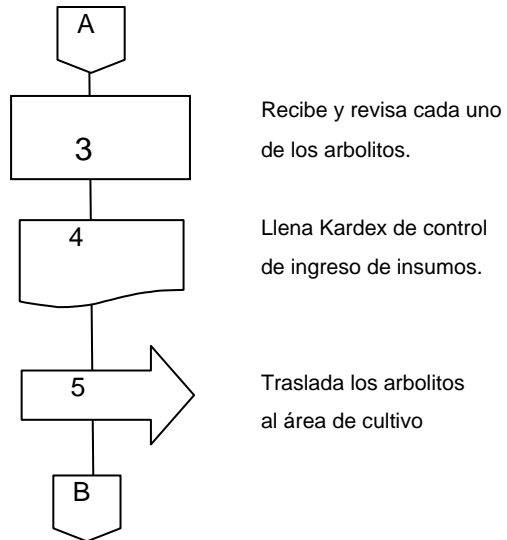 A
3
Recibe y revisa cada uno
de los arbolitos.
4
Llena Kardex de control
de ingreso de insumos.
5
Traslada los arbolitos
al área de cultivo
B